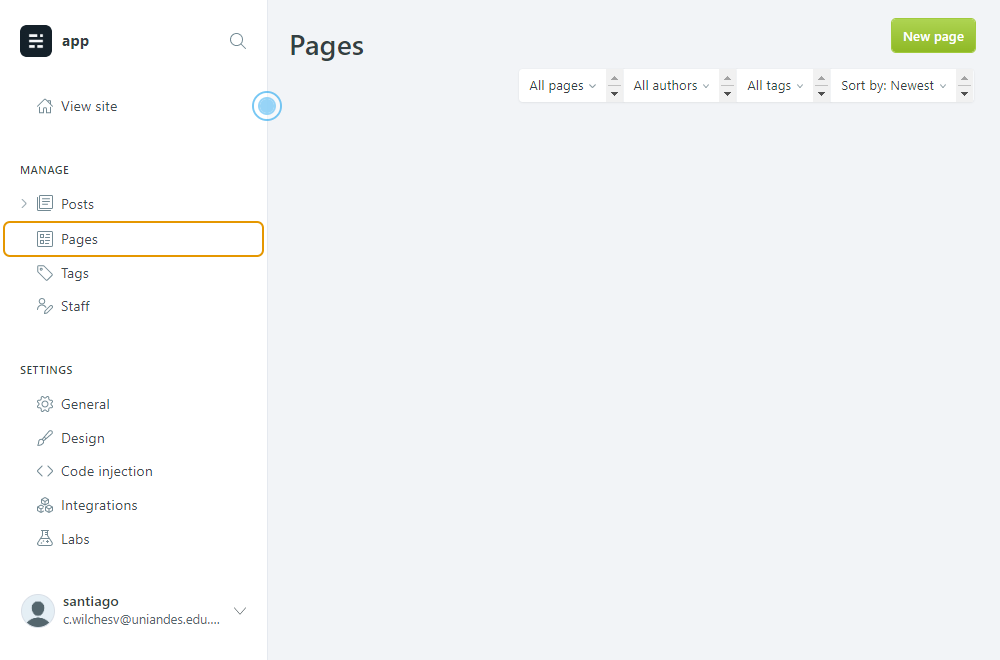 app
View site
MANAGE
Posts
Pages
Tags
Staff
SETTINGS
General
Design
Code injection
Integrations
Labs
santiago
c.wilchesv@uniandes.edu....
Pages
New page
All pages
All authors
All tags
Sort by: Newest